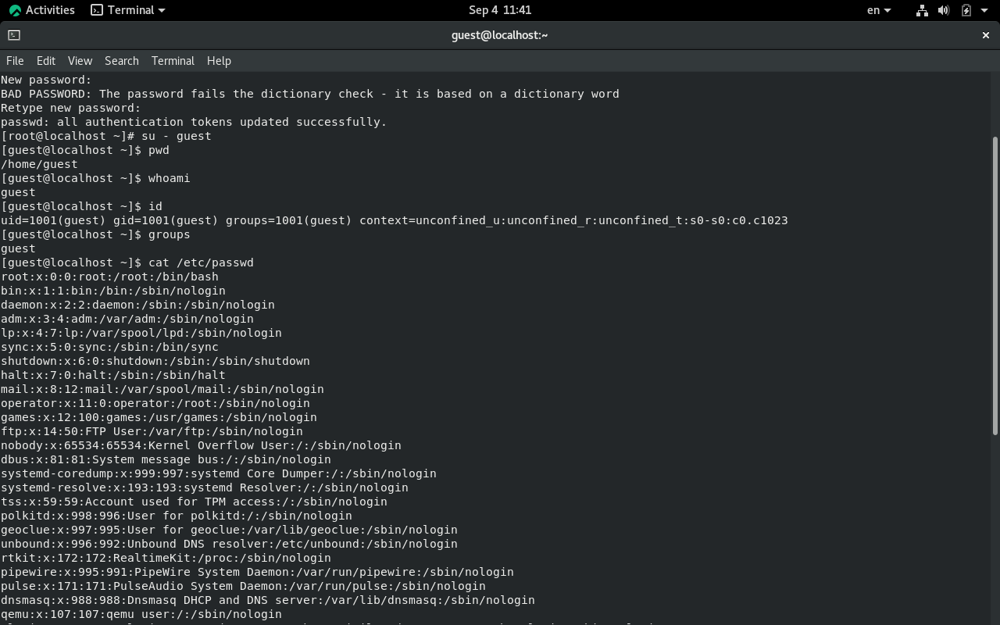 Activities Terminal Sep 4 11:41 en
guest@localhost:~
File Edit View Search Terminal Help
New password:
BAD PASSWORD: The password fails the dictionary check - it is based on a dictionary word
Retype new password:
passwd: all authentication tokens updated successfully.
[root@localhost ~]# su - guest
[guest@localhost ~]$ pwd
/home/guest
[guest@localhost ~]$ whoami
guest
[guest@localhost ~]$ id
uid=1001(guest) gid=1001(guest) groups=1001(guest) context=unconfined_u:unconfined_r:unconfined_t:s0-s0:c0.c1023
[guest@localhost ~]$ groups
guest
[guest@localhost ~]$ cat /etc/passwd
root:x:0:0:root:/root:/bin/bash
bin:x:1:1:bin:/bin:/sbin/nologin
daemon:x:2:2:daemon:/sbin:/sbin/nologin
adm:x:3:4:adm:/var/adm:/sbin/nologin
lp:x:4:7:lp:/var/spool/lpd:/sbin/nologin
sync:x:5:0:sync:/sbin:/bin/sync
shutdown:x:6:0:shutdown:/sbin:/sbin/shutdown
halt:x:7:0:halt:/sbin:/sbin/halt
mail:x:8:12:mail:/var/spool/mail:/sbin/nologin
operator:x:11:0:operator:/root:/sbin/nologin
games:x:12:100:games:/usr/games:/sbin/nologin
ftp:x:14:50:FTP User:/var/ftp:/sbin/nologin
nobody:x:65534:65534:Kernel Overflow User:/:/sbin/nologin
dbus:x:81:81:System message bus:/:/sbin/nologin
systemd-coredump:x:999:997:systemd Core Dumper:/:/sbin/nologin
systemd-resolve:x:193:193:systemd Resolver:/:/sbin/nologin
tss:x:59:59:Account used for TPM access:/:/sbin/nologin
polkitd:x:998:996:User for polkitd:/:/sbin/nologin
geoclue:x:997:995:User for geoclue:/var/lib/geoclue:/sbin/nologin
unbound:x:996:992:Unbound DNS resolver:/etc/unbound:/sbin/nologin
rtkit:x:172:172:RealtimeKit:/proc:/sbin/nologin
pipewire:x:995:991:PipeWire System Daemon:/var/run/pipewire:/sbin/nologin
pulse:x:171:171:PulseAudio System Daemon:/var/run/pulse:/sbin/nologin
dnsmasq:x:988:988:Dnsmasq DHCP and DNS server:/var/lib/dnsmasq:/sbin/nologin
qemu:x:107:107:qemu user:/:/sbin/nologin